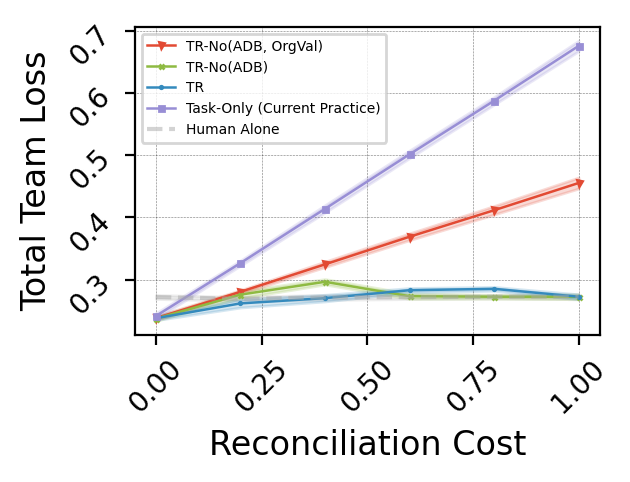 TR-No(ADB, OrgVal)
TR-No(ADB)
TR
Task-Only (Current Practice)
Human Alone
Total Team Loss
0.7
0.6
0.5
0.4
0.3
0.00
0.25
0.50
0.75
1.00
Reconciliation Cost